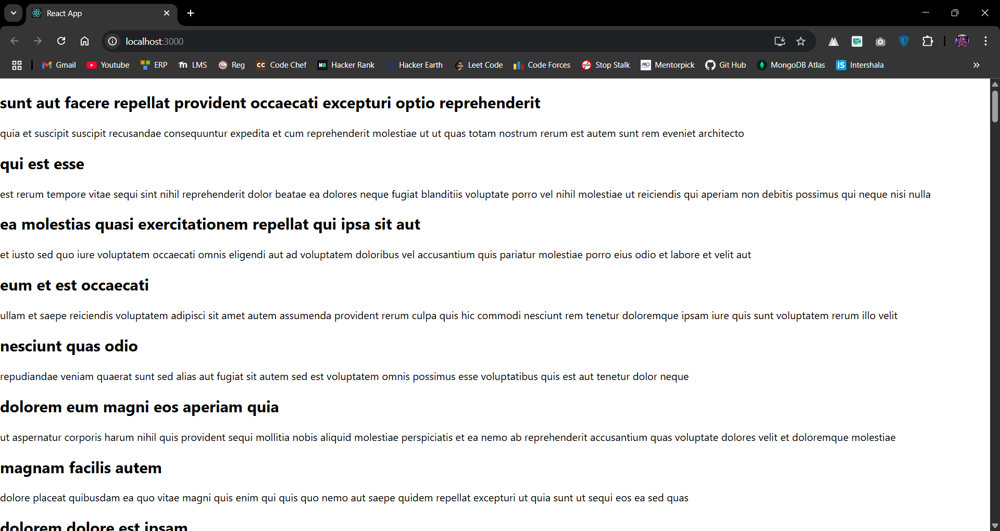 React App
localhost:3000
Gmail Youtube ERP LMS Reg CC Code Chef Hacker Rank Hacker Earth Leet Code Code Forces Stop Stalk Mentorpick Git Hub MongoDB Atlas IS Intershala
sunt aut facere repellat provident occaecati excepturi optio reprehenderit
quia et suscipit suscipit recusandae consequuntur expedita et cum reprehenderit molestiae ut ut quas totam nostrum rerum est autem sunt rem eveniet architecto
qui est esse
est rerum tempore vitae sequi sint nihil reprehenderit dolor beatae ea dolores neque fugiat blanditiis voluptate porro vel nihil molestiae ut reiciendis qui aperiam non debitis possimus qui neque nisi nulla
ea molestias quasi exercitationem repellat qui ipsa sit aut
et iusto sed quo iure voluptatem occaecati omnis eligendi aut ad voluptatem doloribus vel accusantium quis pariatur molestiae porro eius odio et labore et velit aut
eum et est occaecati
ullam et saepe reiciendis voluptatem adipisci sit amet autem assumenda provident rerum culpa quis hic commodi nesciunt rem tenetur doloremque ipsam iure quis sunt voluptatem rerum illo velit
nesciunt quas odio
repudiandae veniam quaerat sunt sed alias aut fugiat sit autem sed est voluptatem omnis possimus esse voluptatibus quis est aut tenetur dolor neque
dolorem eum magni eos aperiam quia
ut aspernatur corporis harum nihil quis provident sequi mollitia nobis aliquid molestiae perspiciatis et ea nemo ab reprehenderit accusantium quas voluptate dolores velit et doloremque molestiae
magnam facilis autem
dolore placeat quibusdam ea quo vitae magni quis enim qui quis quo nemo aut saepe quidem repellat excepturi ut quia sunt ut sequi eos ea sed quas
dolorem dolore est ipsam